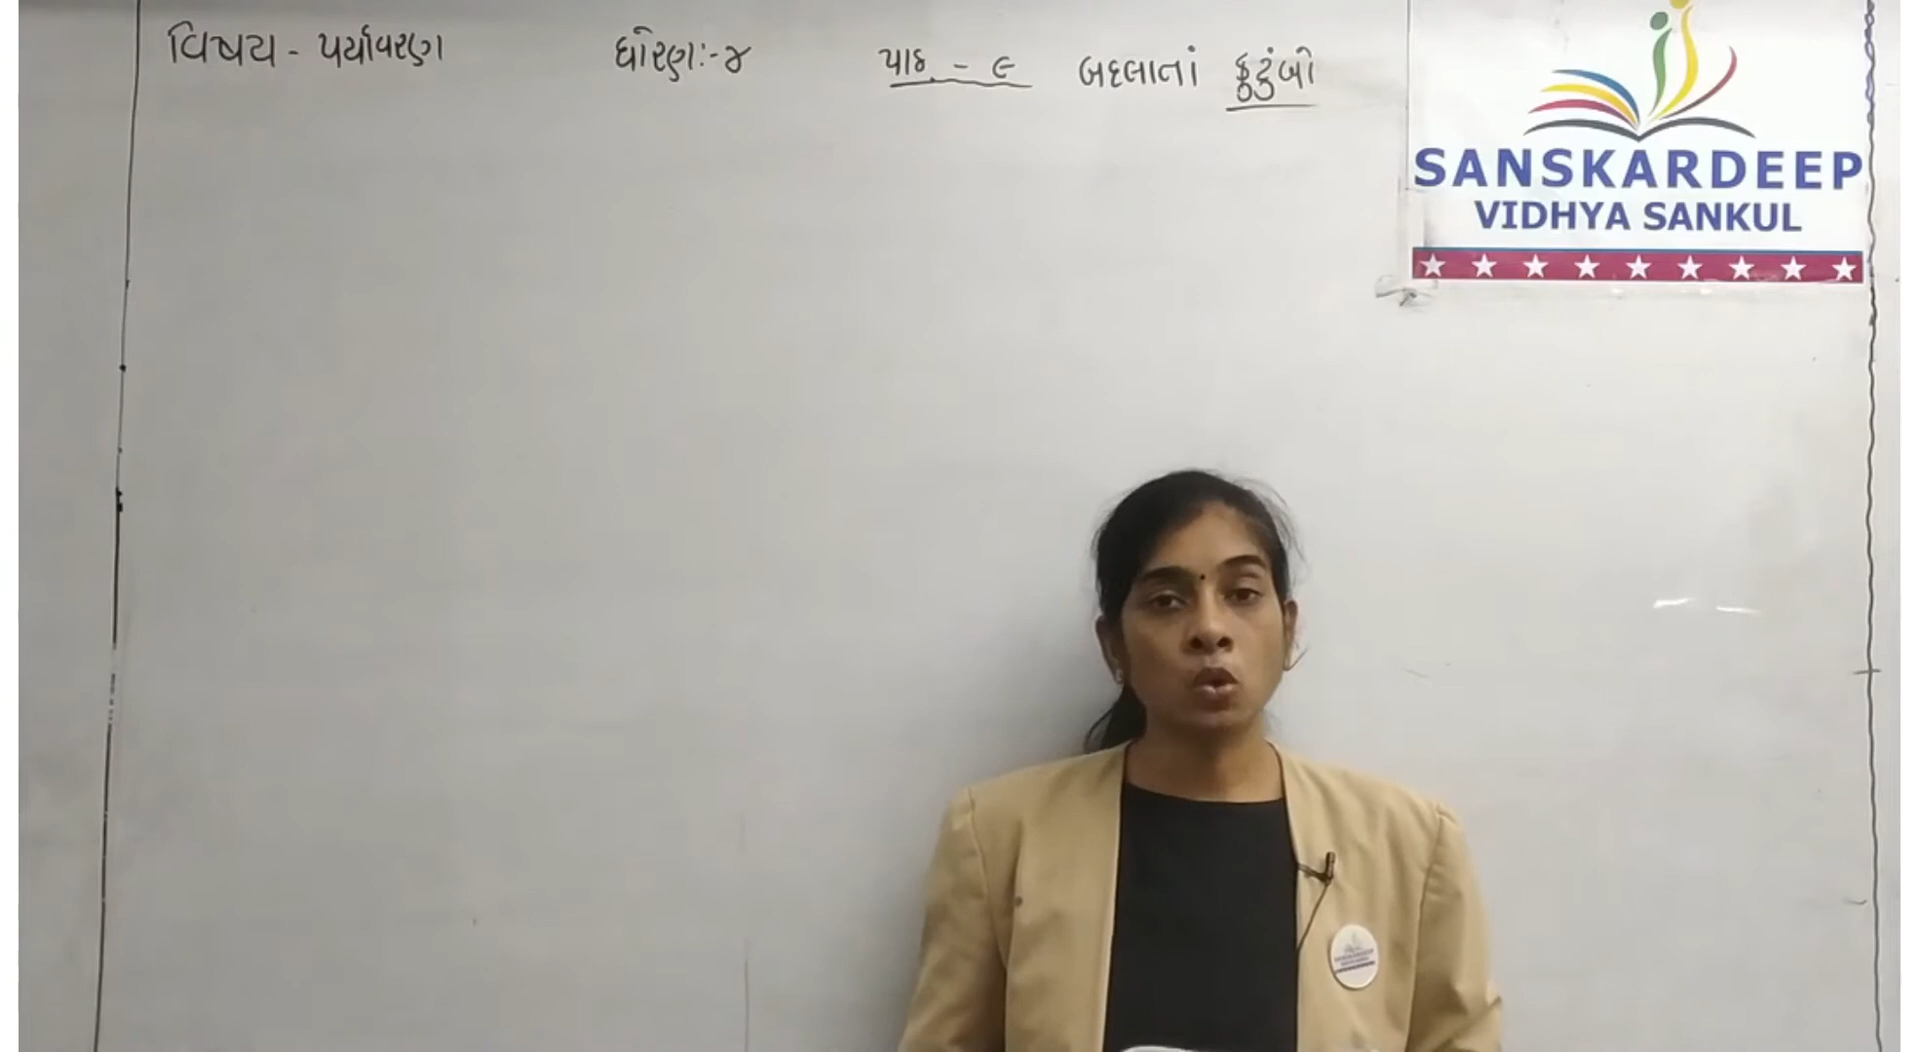 વિષય - પર્યાવરણ ધોરણ:- ૪ પાઠ - ૯ બદલાતાં કુટુંબો
SANSKARDEEP
VIDHYA SANKUL